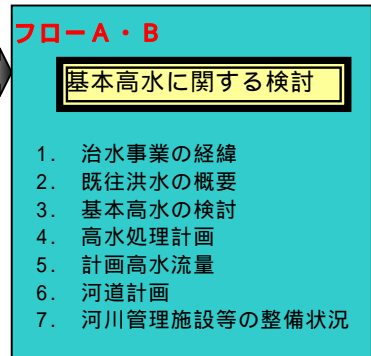 フローA・B
基本高水に関する検討
1. 治水事業の経緯
2. 既往洪水の概要
3. 基本高水の検討
4. 高水処理計画
5. 計画高水流量
6. 河道計画
7. 河川管理施設等の整備状況